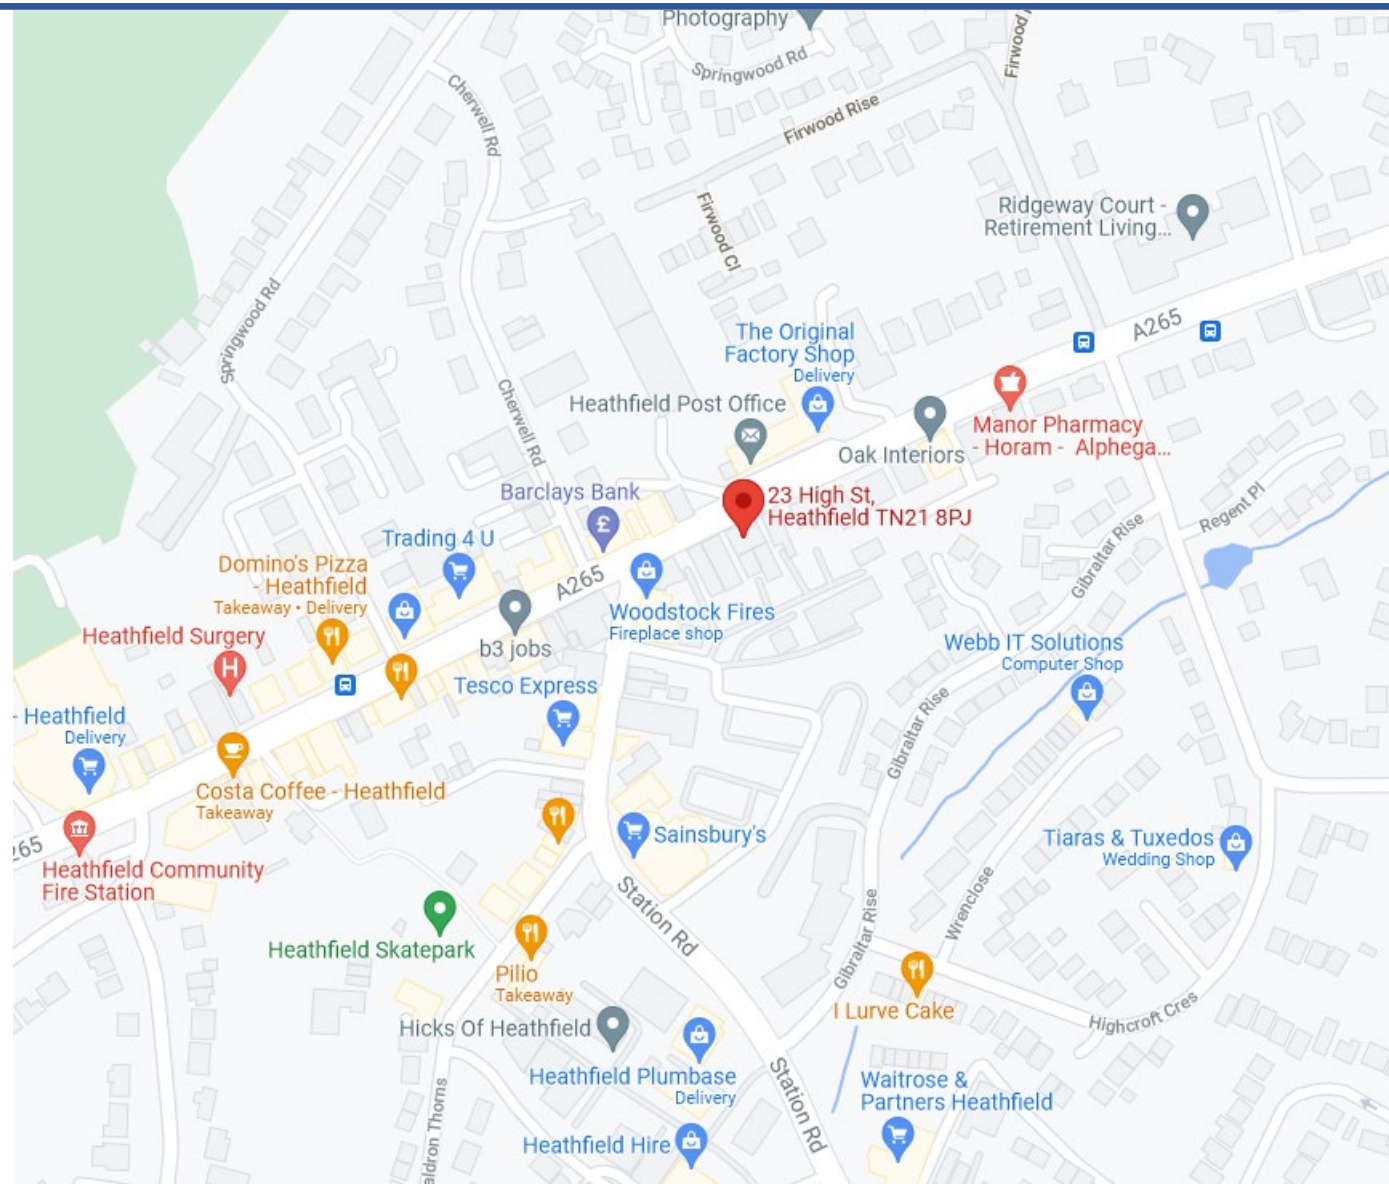 Photography
Springwood Rd
Firwood R
Cherwell Rd
Firwood Rise
Ridgeway Court -
Retirement Living...
Firwood Cl
Springwood Rd
A265
The Original
Factory Shop
Delivery
Cherwell Rd
Heathfield Post Office
Manor Pharmacy
- Horam - Alphega...
Oak Interiors
Barclays Bank
£
23 High St,
Heathfield TN21 8PJ
Regent Pl
Gibraltar Rise
Trading 4 U
Domino's Pizza
- Heathfield
Takeaway • Delivery
A265
Woodstock Fires
Fireplace shop
Heathfield Surgery
H
b3 jobs
Webb IT Solutions
Computer Shop
Tesco Express
- Heathfield
Delivery
Gibraltar Rise
Costa Coffee - Heathfield
Takeaway
Sainsbury's
Tiaras & Tuxedos
Wedding Shop
265
Heathfield Community
Fire Station
Station Rd
Wrenclose
Gibraltar Rise
Heathfield Skatepark
Pilio
Takeaway
I Lurve Cake
Highcroft Cres
Hicks Of Heathfield
Heathfield Plumbase
Delivery
Station Rd
Waitrose &
Partners Heathfield
aldron Thorns
Heathfield Hire